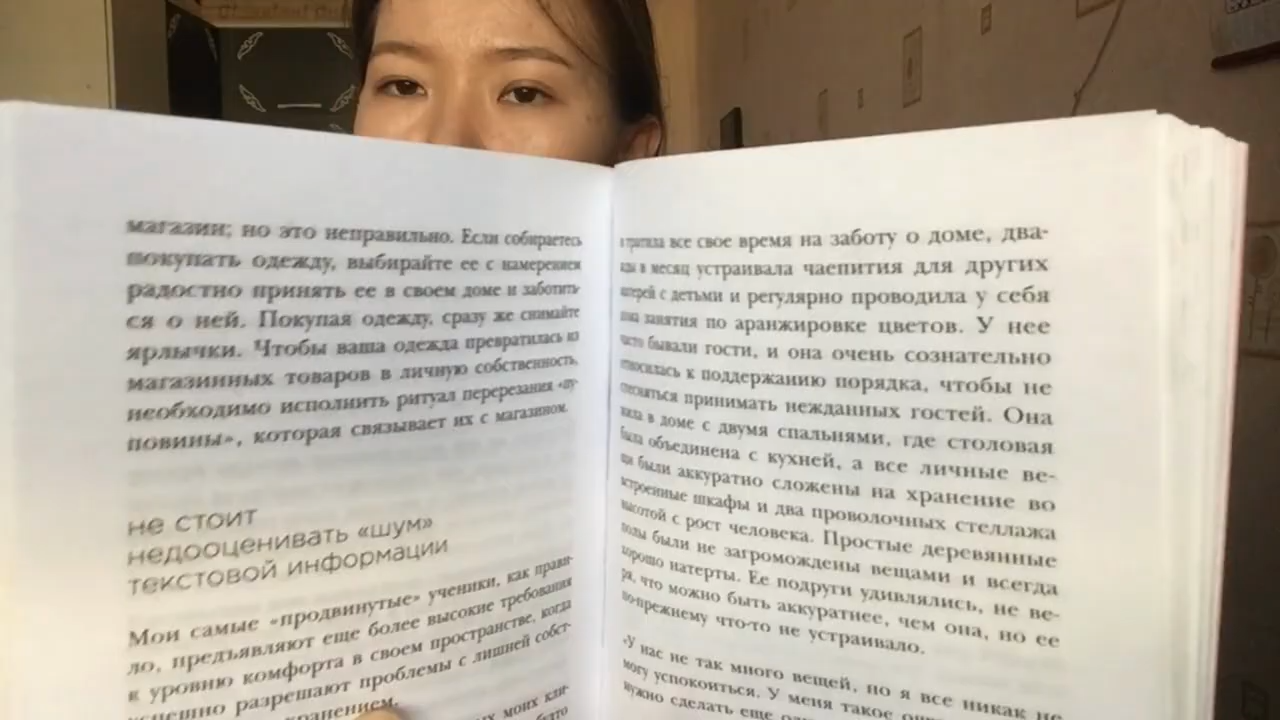 магазин; но это неправильно. Если собираетесь
покупать одежду, выбирайте ее с намерением
радостно принять ее в своем доме и заботить-
ся о ней. Покупая одежду, сразу же снимайте
ярлычки. Чтобы ваша одежда превратилась из
магазинных товаров в личную собственность,
необходимо исполнить ритуал перерезания «пу-
повины», которая связывает их с магазином.
не стоит
недооценивать «шум»
текстовой информации
Мои самые «продвинутые» ученики, как прави-
ло, предъявляют еще более высокие требования
к уровню комфорта в своем пространстве, когда
успешно разрешают проблемы с лишней собст-
моих кли-
все свое время на заботу о доме, два-
в месяц устраивала чаепития для других
с детьми и регулярно проводила у себя
занятия по аранжировке цветов. У нее
часто бывали гости, и она очень сознательно
относилась к поддержанию порядка, чтобы не
стесняться принимать нежданных гостей. Она
жила в доме с двумя спальнями, где столовая
была объединена с кухней, а все личные ве-
щи были аккуратно сложены на хранение во
встроенные шкафы и два проволочных стеллажа
высотой с рост человека. Простые деревянные
полы были не загромождены вещами и всегда
хорошо натерты. Ее подруги удивлялись, не ве-
ря, что можно быть аккуратнее, чем она, но ее
по-прежнему что-то не устраивало.
«У нас не так много вещей, но я все никак не
могу успокоиться. У меня такое
нужно сделать еще